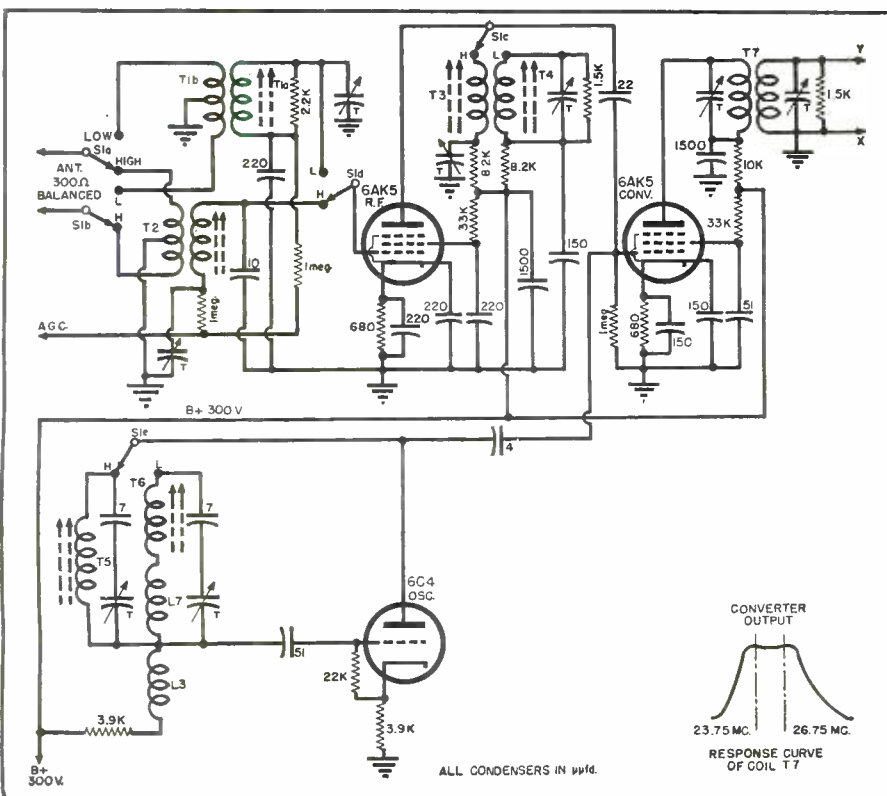 S1c
T1b
T1a
2.2K
T
H
L
T3
T4
T
1.5K
22
T7
Y
T
T
1.5K
X
LOW
S1a
HIGH
ANT.
300Ω
BALANCED
L
S1b
H
T2
220
L
H
S1d
6AK5
R.F.
T
8.2K
8.2K
33K
1500
10K
33K
6AK5
CONV.
10
1meg.
1meg.
A.G.C.
T
680
220
220
220
1500
150
1meg
680
150
150
51
B+ 300V
S1e
H
T6
L
4
7
7
T5
T
L7
T
6C4
OSC.
51
L3
22K
3.9K
3.9K
B+
300V.
ALL CONDENSERS IN µµfd.
CONVERTER
OUTPUT
23.75 MC.
26.75 MC.
RESPONSE CURVE
OF COIL T7